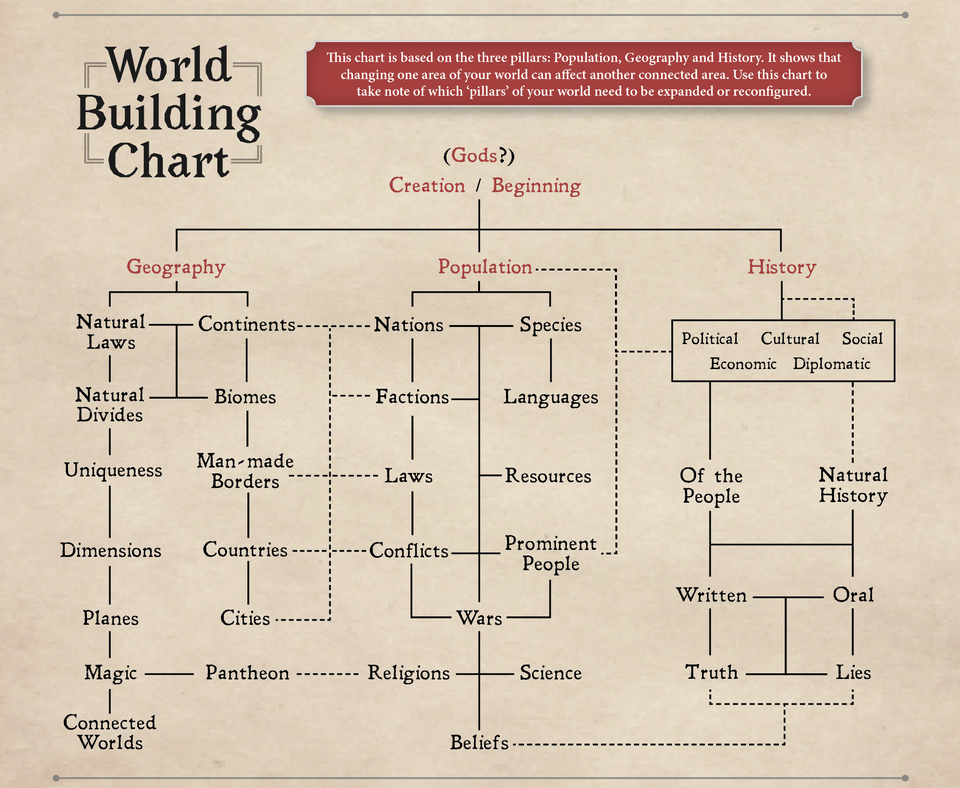 World
Building
Chart
This chart is based on the three pillars: Population, Geography and History. It shows that
changing one area of your world can affect another connected area. Use this chart to
take note of which ‘pillars’ of your world need to be expanded or reconfigured.
(Gods?)
Creation / Beginning
Geography
Population
History
Natural
Laws
Continents
Nations
Species
Political Cultural Social
Economic Diplomatic
Natural
Divides
Biomes
Factions
Languages
Uniqueness
Man-made
Borders
Laws
Resources
Of the
People
Natural
History
Dimensions
Countries
Conflicts
Prominent
People
Written
Oral
Planes
Cities
Wars
Magic
Pantheon
Religions
Science
Truth
Lies
Connected
Worlds
Beliefs